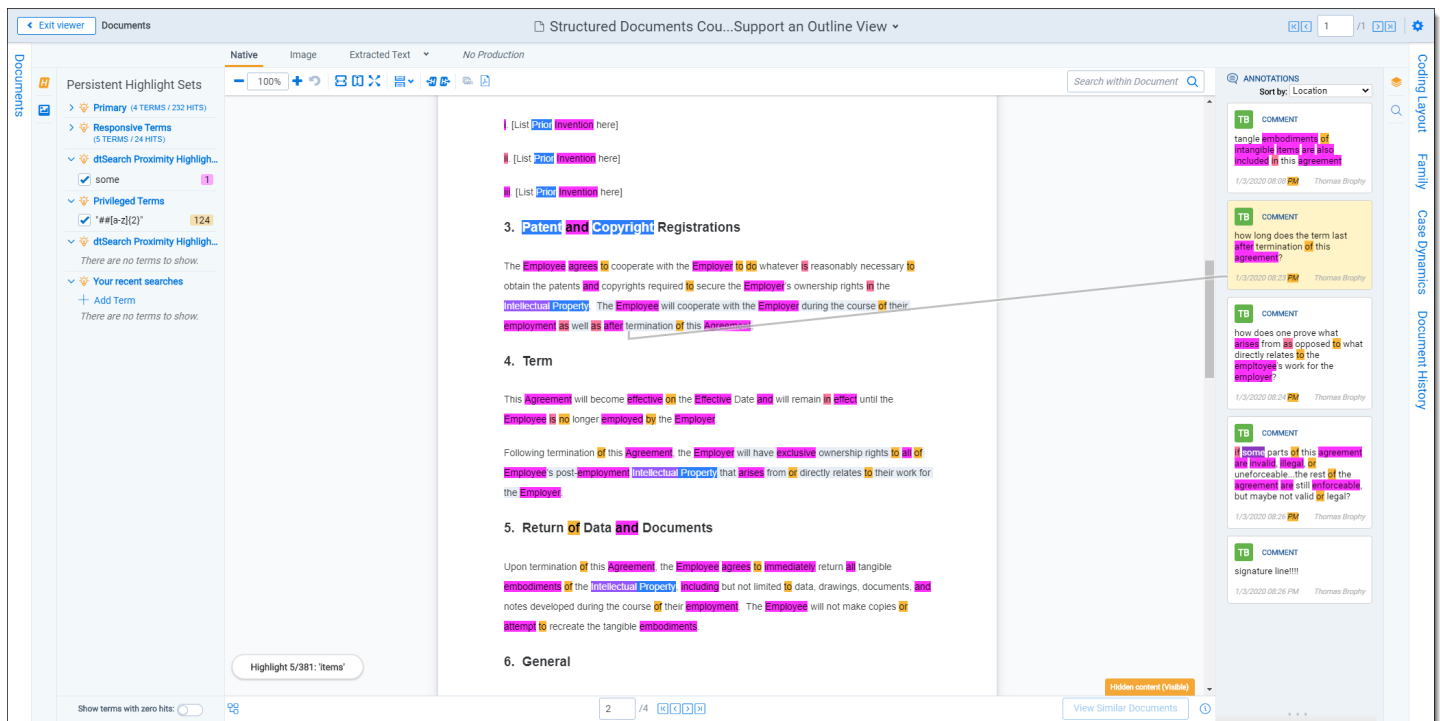 Exit viewer
Documents
Structured Documents Cou...Support an Outline View
1 /1
Documents
Persistent Highlight Sets
Primary (4 TERMS / 232 HITS)
Responsive Terms
(5 TERMS / 24 HITS)
dtSearch Proximity Highligh...
some 1
Privileged Terms
"##[a-z]{2}" 124
dtSearch Proximity Highligh...
There are no terms to show.
Your recent searches
Add Term
There are no terms to show.
Show terms with zero hits:
Native Image Extracted Text No Production
100%
Search within Document
i. [List Prior Invention here]
ii. [List Prior Invention here]
iii. [List Prior Invention here]
3. Patent and Copyright Registrations
The Employee agrees to cooperate with the Employer to do whatever is reasonably necessary to
obtain the patents and copyrights required to secure the Employer's ownership rights in the
Intellectual Property. The Employee will cooperate with the Employer during the course of their
employment as well as after termination of this Agreement.
4. Term
This Agreement will become effective on the Effective Date and will remain in effect until the
Employee is no longer employed by the Employer.
Following termination of this Agreement, the Employer will have exclusive ownership rights to all of
Employee's post-employment Intellectual Property that arises from or directly relates to their work for
the Employer.
5. Return of Data and Documents
Upon termination of this Agreement, the Employee agrees to immediately return all tangible
embodiments of the Intellectual Property, including but not limited to data, drawings, documents, and
notes developed during the course of their employment. The Employee will not make copies or
attempt to recreate the tangible embodiments.
6. General
Highlight 5/381: 'items'
Hidden content (Visible)
2 /4
View Similar Documents
ANNOTATIONS
Sort by: Location
TB COMMENT
tangle embodiments of
intangible items are also
included in this agreement
1/3/2020 08:08 PM Thomas Brophy
TB COMMENT
how long does the term last
after termination of this
agreement?
1/3/2020 08:23 PM Thomas Brophy
TB COMMENT
how does one prove what
arises from as opposed to what
directly relates to the
empltoyee's work for the
employer?
1/3/2020 08:24 PM Thomas Brophy
TB COMMENT
if some parts of this agreement
are invalid, illegal, or
uneforceable...the rest of the
agreement are still enforceable,
but maybe not valid or legal?
1/3/2020 08:26 PM Thomas Brophy
TB COMMENT
signature line!!!!
1/3/2020 08:26 PM Thomas Brophy
Coding Layout
Family
Case Dynamics
Document History